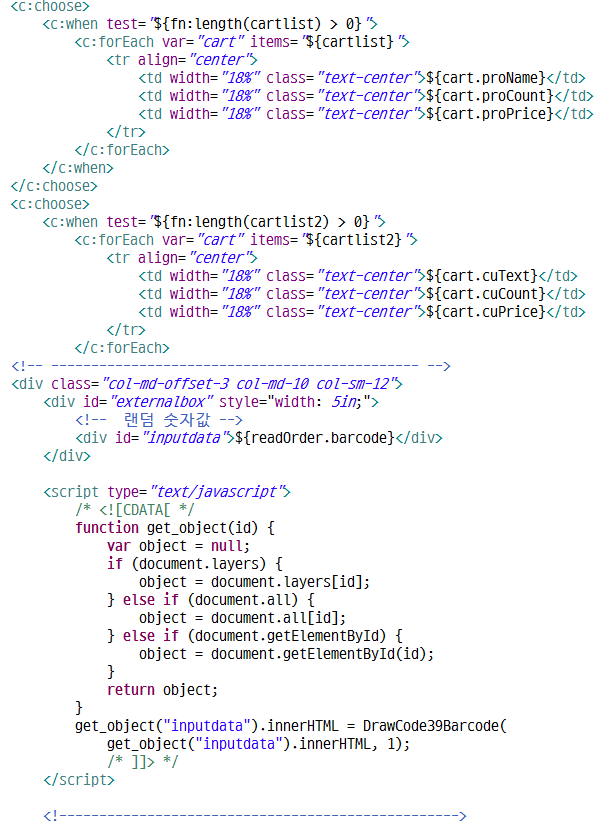 <c:choose>
<c:when test="${fn:length(cartlist) > 0}">
<c:forEach var="cart" items="${cartlist}">
<tr align="center">
<td width="18%" class="text-center">${cart.proName}</td>
<td width="18%" class="text-center">${cart.proCount}</td>
<td width="18%" class="text-center">${cart.proPrice}</td>
</tr>
</c:forEach>
</c:when>
</c:choose>
<c:choose>
<c:when test="${fn:length(cartlist2) > 0}">
<c:forEach var="cart" items="${cartlist2}">
<tr align="center">
<td width="18%" class="text-center">${cart.cuText}</td>
<td width="18%" class="text-center">${cart.cuCount}</td>
<td width="18%" class="text-center">${cart.cuPrice}</td>
</tr>
</c:forEach>
<!-- ---------------------------------------------- -->
<div class="col-md-offset-3 col-md-10 col-sm-12">
<div id="externalbox" style="width: 5in;">
<!-- 랜덤 숫자값 -->
<div id="inputdata">${readOrder.barcode}</div>
</div>
<script type="text/javascript">
/* <![CDATA[ */
function get_object(id) {
var object = null;
if (document.layers) {
object = document.layers[id];
} else if (document.all) {
object = document.all[id];
} else if (document.getElementById) {
object = document.getElementById(id);
}
return object;
}
get_object("inputdata").innerHTML = DrawCode39Barcode(
get_object("inputdata").innerHTML, 1);
/* ]]> */
</script>
<!---------------------------------------------------->